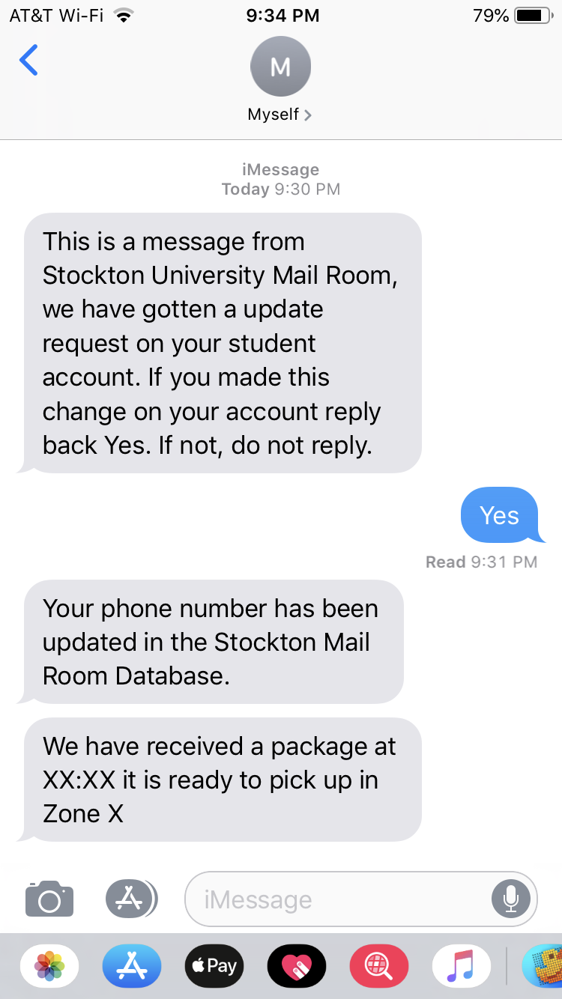 AT&T Wi-Fi 9:34 PM 79%
M
Myself
iMessage
Today 9:30 PM
This is a message from
Stockton University Mail Room,
we have gotten a update
request on your student
account. If you made this
change on your account reply
back Yes. If not, do not reply.
Yes
Read 9:31 PM
Your phone number has been
updated in the Stockton Mail
Room Database.
We have received a package at
XX:XX it is ready to pick up in
Zone X
iMessage
Pay